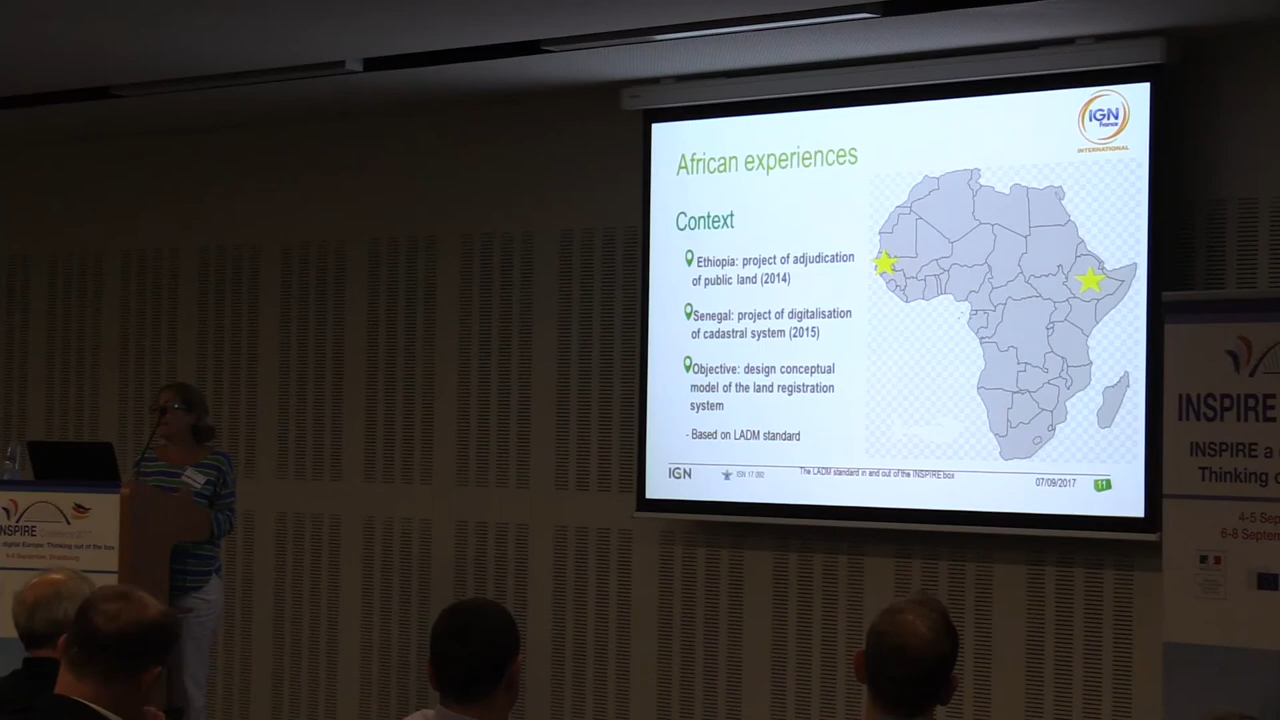 IGN
France
INTERNATIONAL
African experiences
Context
Ethiopia: project of adjudication
of public land (2014)
Senegal: project of digitalisation
of cadastral system (2015)
Objective: design conceptual
model of the land registration
system
- Based on LADM standard
IGN
The LADM standard in and out of the INSPIRE box
07/09/2017
11
INSPIRE
digital Europe: Thinking out of the box
INSPIRE
INSPIRE a
Thinking
4-5 Sep
6-8 Septem